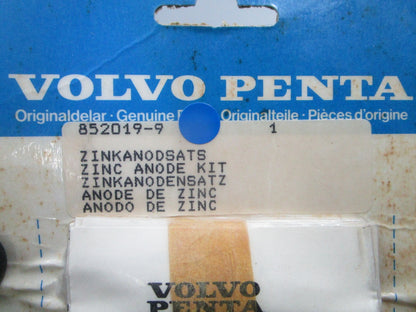 VOLVO PENTA
Originaldelar · Genuine Originalteile · Pièces d'origine
852019-9 1
ZINKANODSATS
ZINC ANODE KIT
ZINKANODENSATZ
ANODE DE ZINC
ANODO DE ZINC
VOLVO
PENTA